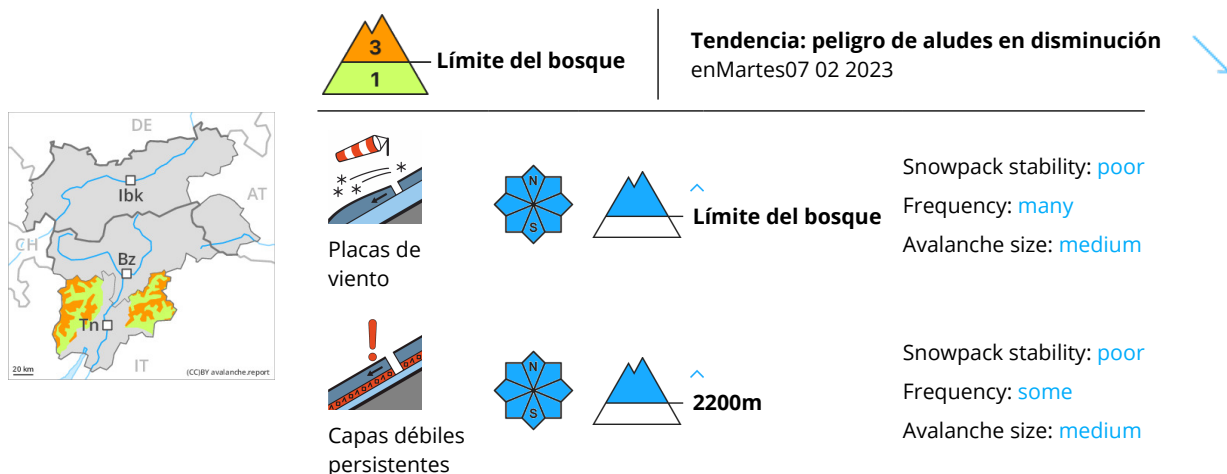 3
1
Límite del bosque
Tendencia: peligro de aludes en disminución
enMartes07 02 2023
DE
Ibk
AT
CH
Bz
Tn
IT
20 km
(CC)BY avalanche.report
Placas de
viento
N
S
Límite del bosque
Snowpack stability: poor
Frequency: many
Avalanche size: medium
Capas débiles
persistentes
N
S
2200m
Snowpack stability: poor
Frequency: some
Avalanche size: medium